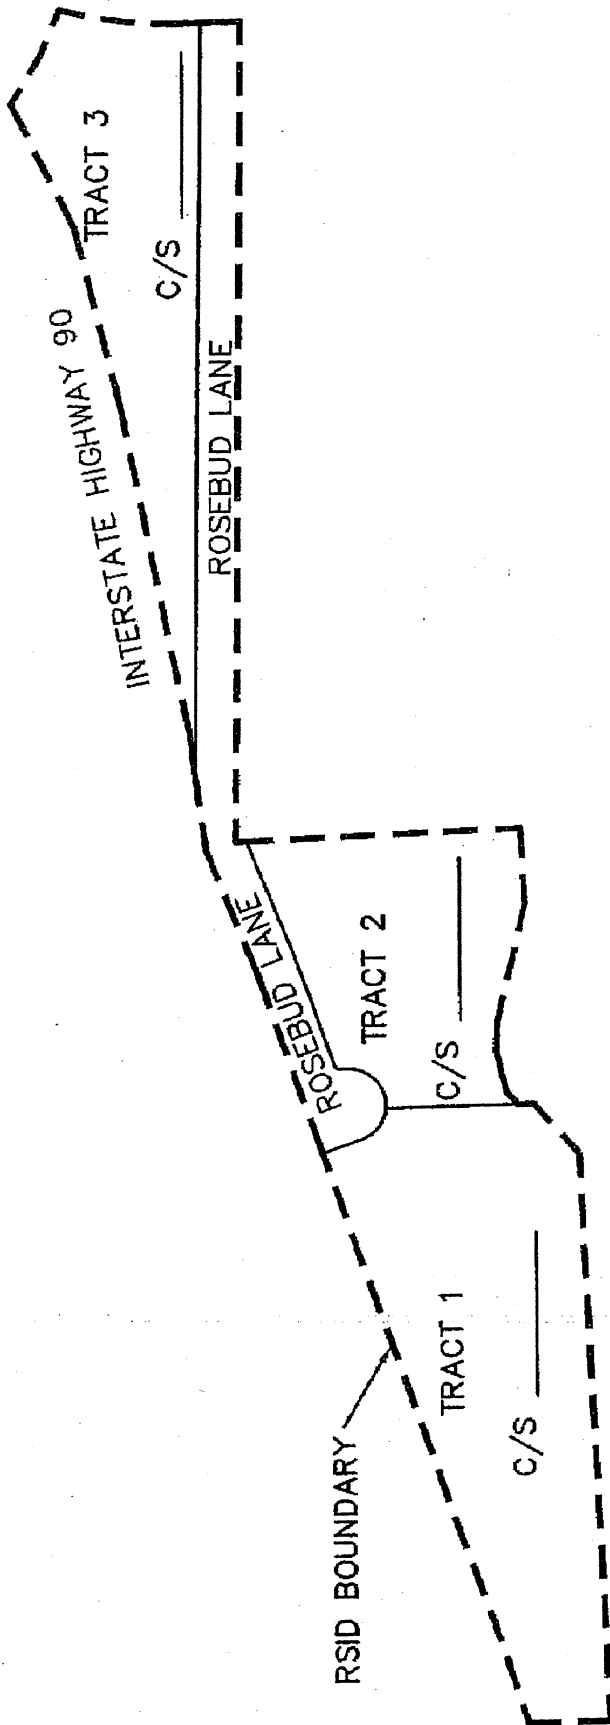 INTERSTATE HIGHWAY 90
TRACT 3
C/S
ROSEBUD LANE
ROSEBUD LANE
TRACT 2
C/S
RSID BOUNDARY
TRACT 1
C/S